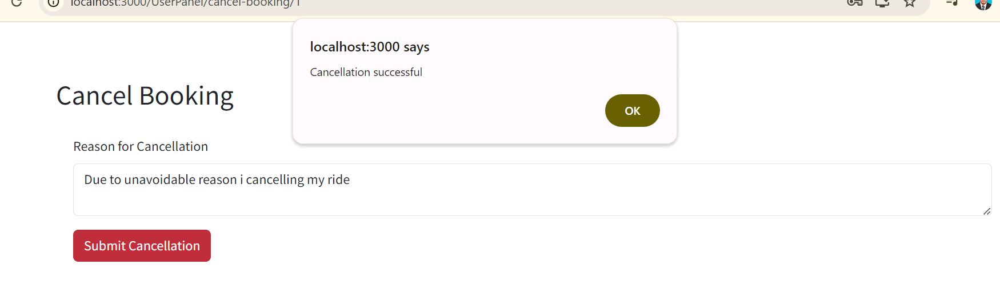 localhost:3000/UserPanel/cancel-booking/1
localhost:3000 says
Cancellation successful
OK
Cancel Booking
Reason for Cancellation
Due to unavoidable reason i cancelling my ride
Submit Cancellation